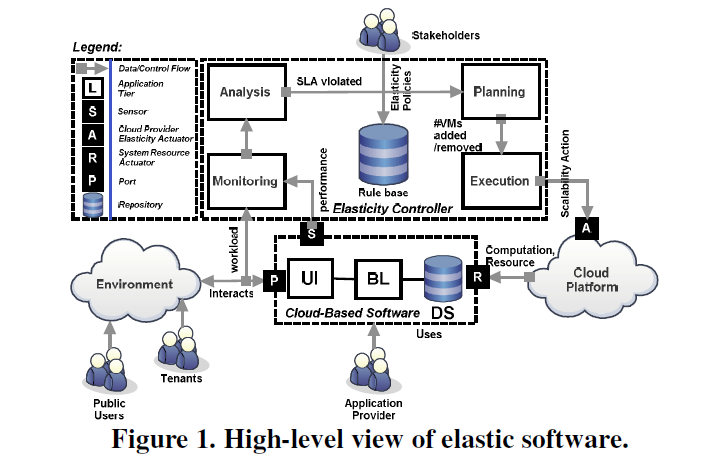 Stakeholders
Legend:
Data/Control Flow
L
Application
Tier
S
Sensor
A
Cloud Provider
Elasticity Actuator
R
System Resource
Actuator
P
Port
Repository
Analysis
SLA violated
Elasticity
Policies
Planning
#VMs
added
/removed
Monitoring
performance
Rule base
Execution
Elasticity Controller
Scalability Action
workload
S
A
Environment
Interacts
P
UI
BL
DS
R
Computation,
Resource
Cloud
Platform
Cloud-Based Software
Uses
Tenants
Public
Users
Application
Provider
Figure 1. High-level view of elastic software.